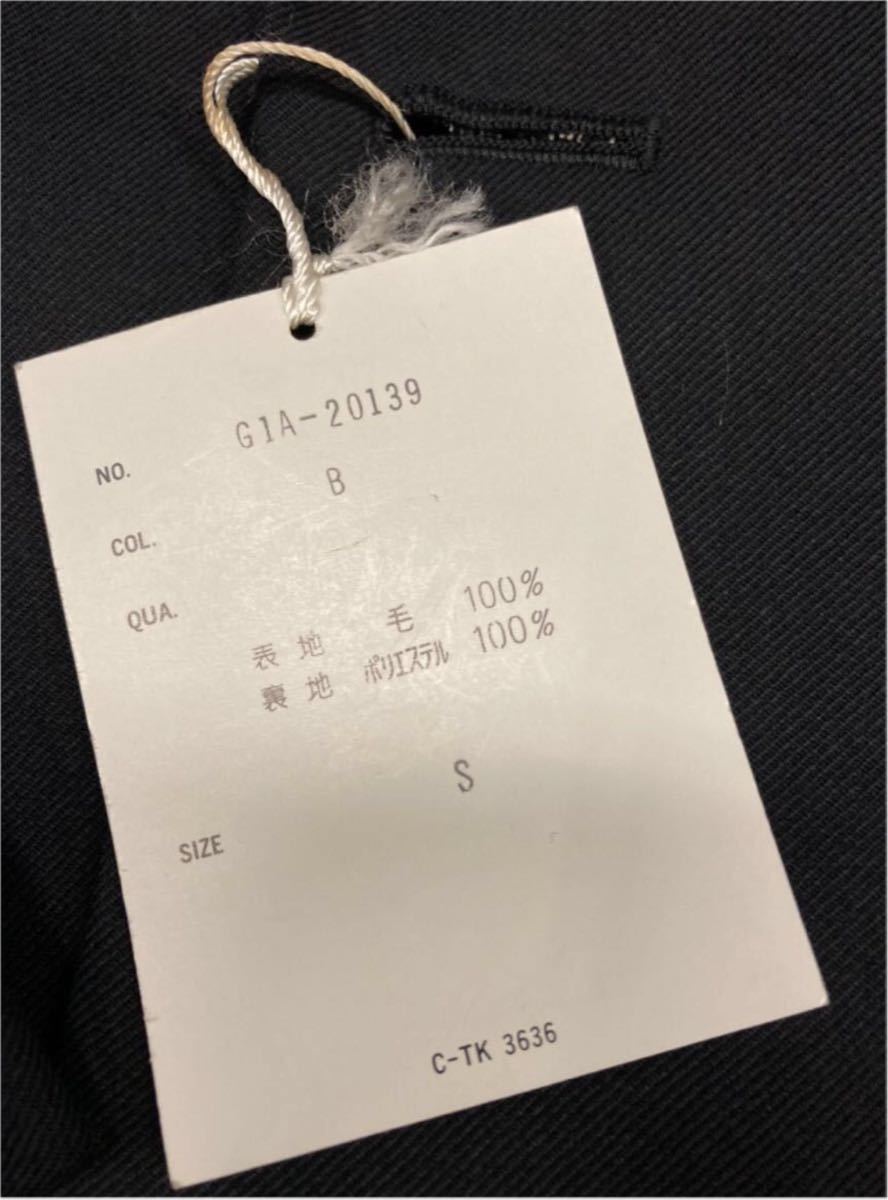 NO. G1A-20139
COL. B
QUA.
表地 毛 100%
裏地 ポリエステル 100%
SIZE S
C-TK 3636